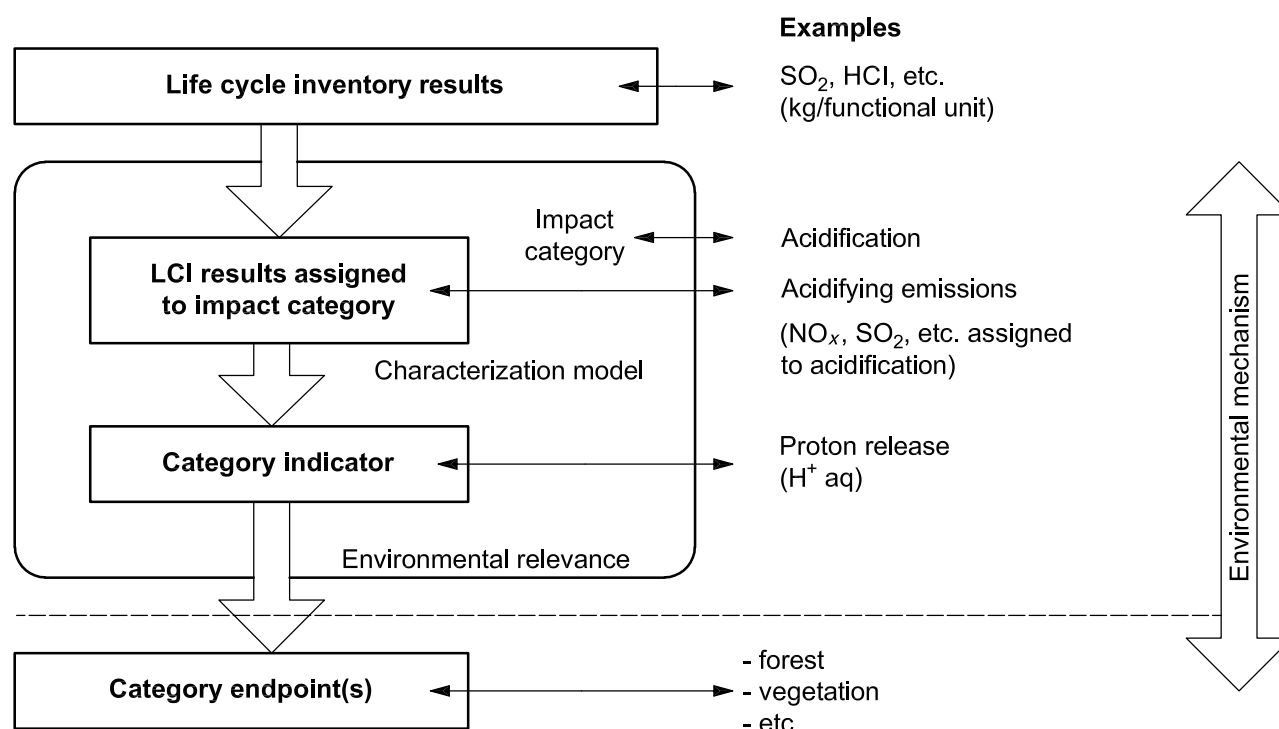 Examples
Life cycle inventory results
SO₂, HCl, etc.
(kg/functional unit)
Impact
category
Acidification
LCI results assigned
to impact category
Acidifying emissions
(NOₓ, SO₂, etc. assigned
to acidification)
Characterization model
Category indicator
Proton release
(H⁺ aq)
Environmental relevance
Environmental mechanism
Category endpoint(s)
- forest
- vegetation
- etc